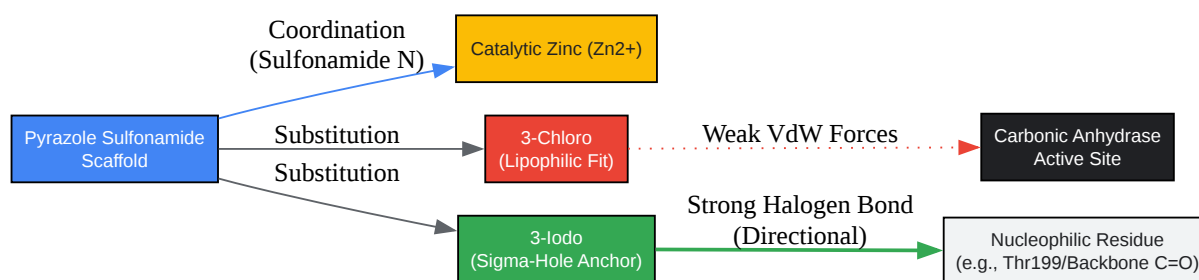 Coordination
(Sulfonamide N)
Catalytic Zinc (Zn2+)
Pyrazole Sulfonamide
Scaffold
Substitution
3-Chloro
(Lipophilic Fit)
Weak VdW Forces
Carbonic Anhydrase
Active Site
Substitution
3-Iodo
(Sigma-Hole Anchor)
Strong Halogen Bond
(Directional)
Nucleophilic Residue
(e.g., Thr199/Backbone C=O)